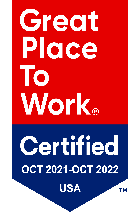 Great
Place
To
Work®
Certified
OCT 2021-OCT 2022
USA
™